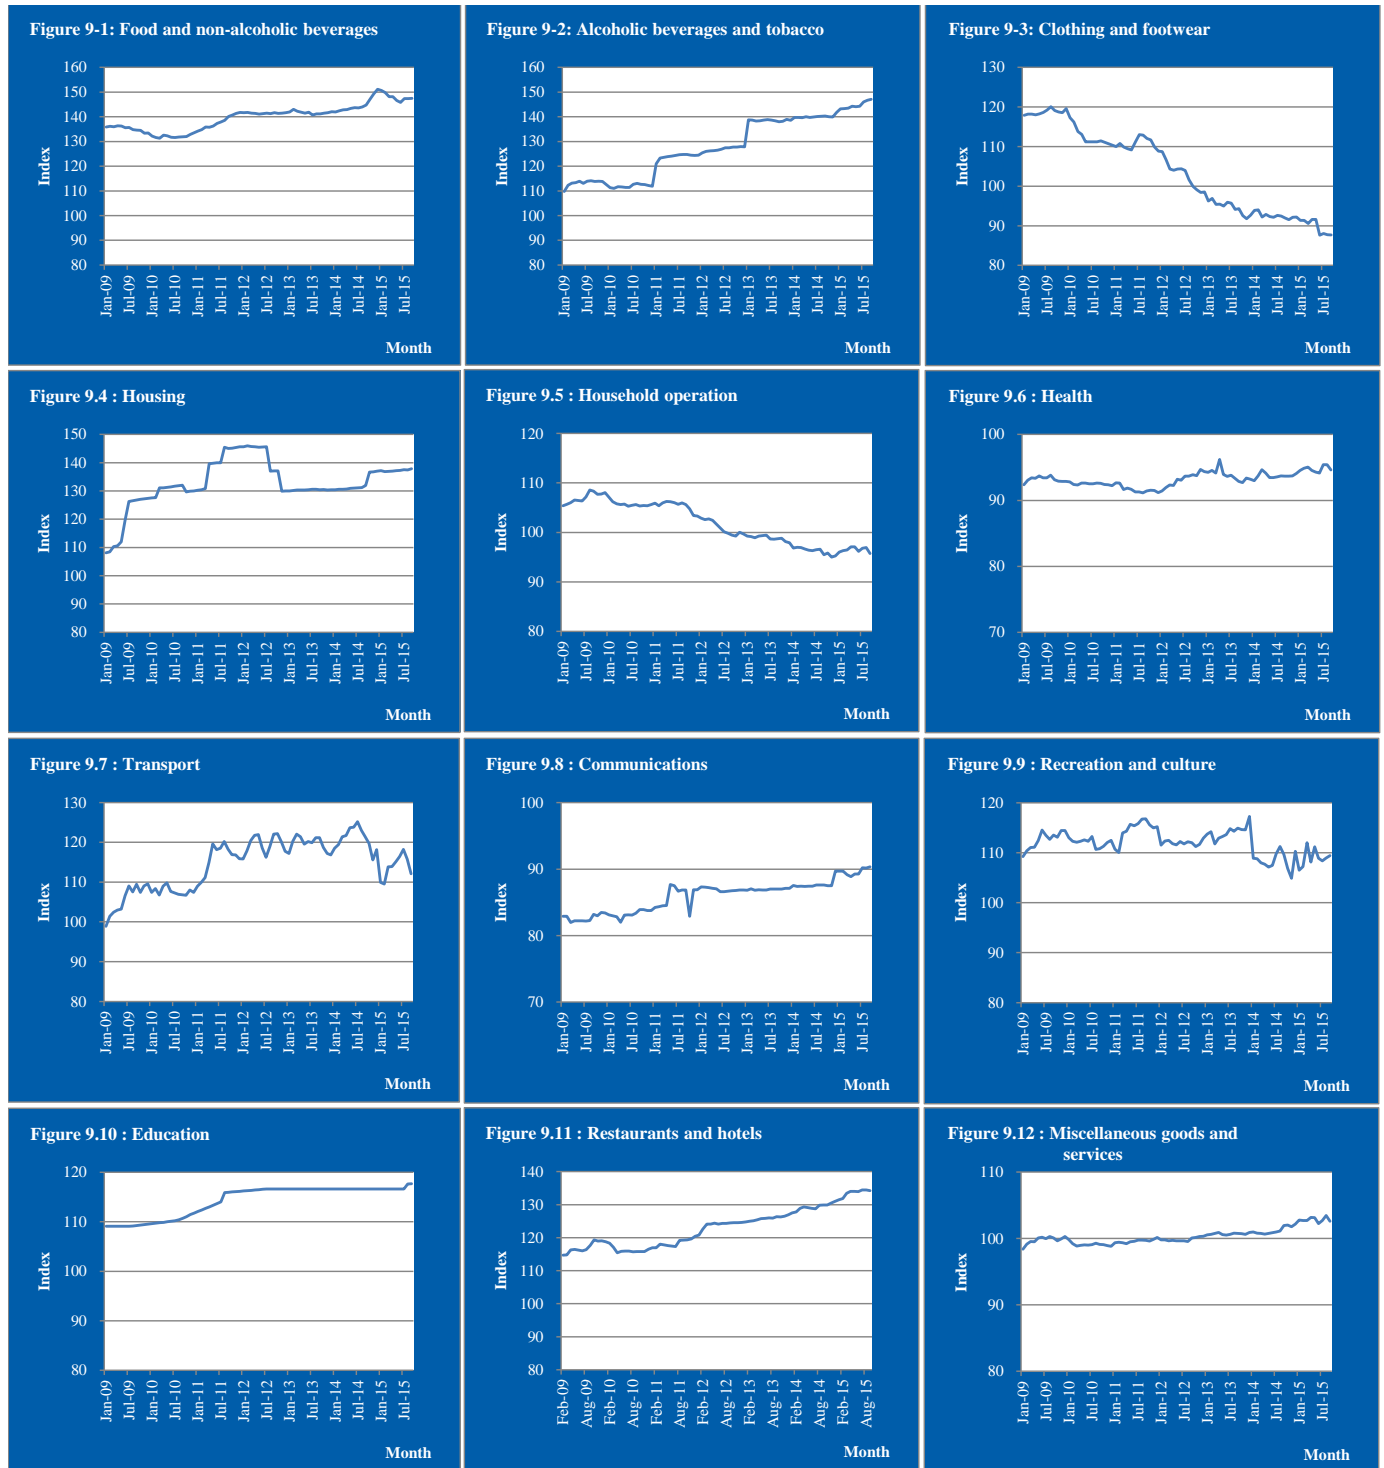 Figure 9-1: Food and non-alcoholic beverages
160
150
140
130
120
110
100
90
80
Index
Jan-09
Jul-09
Jan-10
Jul-10
Jan-11
Jul-11
Jan-12
Jul-12
Jan-13
Jul-13
Jan-14
Jul-14
Jan-15
Jul-15
Month
Figure 9-2: Alcoholic beverages and tobacco
160
150
140
130
120
110
100
90
80
Index
Jan-09
Jul-09
Jan-10
Jul-10
Jan-11
Jul-11
Jan-12
Jul-12
Jan-13
Jul-13
Jan-14
Jul-14
Jan-15
Jul-15
Month
Figure 9-3: Clothing and footwear
130
120
110
100
90
80
Index
Jan-09
Jul-09
Jan-10
Jul-10
Jan-11
Jul-11
Jan-12
Jul-12
Jan-13
Jul-13
Jan-14
Jul-14
Jan-15
Jul-15
Month
Figure 9.4 : Housing
150
140
130
120
110
100
90
80
Index
Jan-09
Jul-09
Jan-10
Jul-10
Jan-11
Jul-11
Jan-12
Jul-12
Jan-13
Jul-13
Jan-14
Jul-14
Jan-15
Jul-15
Month
Figure 9.5 : Household operation
120
110
100
90
80
Index
Jan-09
Jul-09
Jan-10
Jul-10
Jan-11
Jul-11
Jan-12
Jul-12
Jan-13
Jul-13
Jan-14
Jul-14
Jan-15
Jul-15
Month
Figure 9.6 : Health
100
90
80
70
Index
Jan-09
Jul-09
Jan-10
Jul-10
Jan-11
Jul-11
Jan-12
Jul-12
Jan-13
Jul-13
Jan-14
Jul-14
Jan-15
Jul-15
Month
Figure 9.7 : Transport
130
120
110
100
90
80
Index
Jan-09
Jul-09
Jan-10
Jul-10
Jan-11
Jul-11
Jan-12
Jul-12
Jan-13
Jul-13
Jan-14
Jul-14
Jan-15
Jul-15
Month
Figure 9.8 : Communications
100
90
80
70
Index
Jan-09
Jul-09
Jan-10
Jul-10
Jan-11
Jul-11
Jan-12
Jul-12
Jan-13
Jul-13
Jan-14
Jul-14
Jan-15
Jul-15
Month
Figure 9.9 : Recreation and culture
120
110
100
90
80
Index
Jan-09
Jul-09
Jan-10
Jul-10
Jan-11
Jul-11
Jan-12
Jul-12
Jan-13
Jul-13
Jan-14
Jul-14
Jan-15
Jul-15
Month
Figure 9.10 : Education
120
110
100
90
80
Index
Jan-09
Jul-09
Jan-10
Jul-10
Jan-11
Jul-11
Jan-12
Jul-12
Jan-13
Jul-13
Jan-14
Jul-14
Jan-15
Jul-15
Month
Figure 9.11 : Restaurants and hotels
140
130
120
110
100
90
80
Index
Feb-09
Aug-09
Feb-10
Aug-10
Feb-11
Aug-11
Feb-12
Aug-12
Feb-13
Aug-13
Feb-14
Aug-14
Feb-15
Aug-15
Month
Figure 9.12 : Miscellaneous goods and
services
110
100
90
80
Index
Jan-09
Jul-09
Jan-10
Jul-10
Jan-11
Jul-11
Jan-12
Jul-12
Jan-13
Jul-13
Jan-14
Jul-14
Jan-15
Jul-15
Month